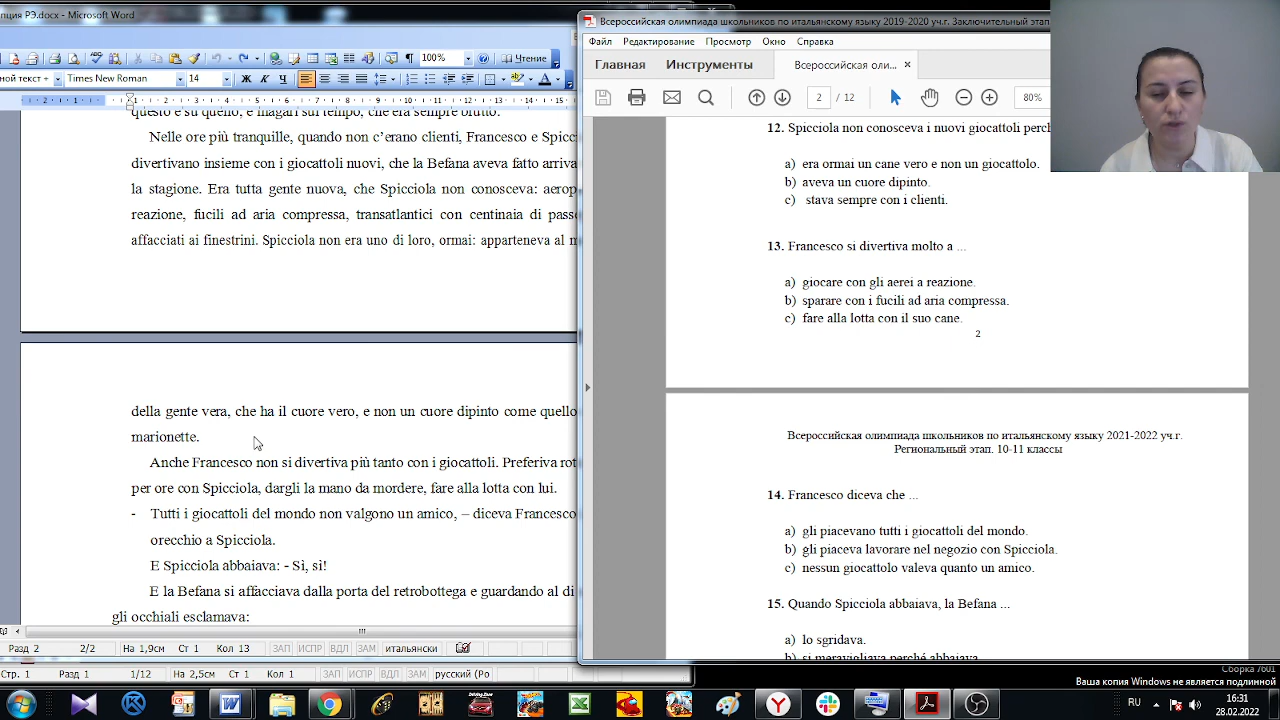 пция РЭ.docx - Microsoft Word
100%
Чтение
ной текст +
Times New Roman
14
Ж К Ч
questo e su quello, e magari sul tempo, che era sempre brutto.
Nelle ore più tranquille, quando non c’erano clienti, Francesco e Spicc
divertivano insieme con i giocattoli nuovi, che la Befana aveva fatto arriva
la stagione. Era tutta gente nuova, che Spicciola non conosceva: aerop
reazione, fucili ad aria compressa, transatlantici con centinaia di passe
affacciati ai finestrini. Spicciola non era uno di loro, ormai: apparteneva al m
della gente vera, che ha il cuore vero, e non un cuore dipinto come quello
marionette.
Anche Francesco non si divertiva più tanto con i giocattoli. Preferiva rot
per ore con Spicciola, dargli la mano da mordere, fare alla lotta con lui.
- Tutti i giocattoli del mondo non valgono un amico, – diceva Francesco
orecchio a Spicciola.
E Spicciola abbaiava: - Sì, sì!
E la Befana si affacciava dalla porta del retrobottega e guardando al di
gli occhiali esclamava:
Разд 2 2/2 На 1,9см Ст 1 Кол 13 ЗАП ИСПР ВДЛ ЗАМ итальянски
Стр. 1 Разд 1 1/12 На 2,5см Ст 1 Кол 1 ЗАП ИСПР ВДЛ ЗАМ русский (Ро
Всероссийская олимпиада школьников по итальянскому языку 2019-2020 уч.г. Заключительный этап
Файл Редактирование Просмотр Окно Справка
Главная Инструменты Всероссийская оли... ×
2 / 12 80%
12. Spicciola non conosceva i nuovi giocattoli perch
a) era ormai un cane vero e non un giocattolo.
b) aveva un cuore dipinto.
c) stava sempre con i clienti.
13. Francesco si divertiva molto a ...
a) giocare con gli aerei a reazione.
b) sparare con i fucili ad aria compressa.
c) fare alla lotta con il suo cane.
2
Всероссийская олимпиада школьников по итальянскому языку 2021-2022 уч.г.
Региональный этап. 10-11 классы
14. Francesco diceva che ...
a) gli piacevano tutti i giocattoli del mondo.
b) gli piaceva lavorare nel negozio con Spicciola.
c) nessun giocattolo valeva quanto un amico.
15. Quando Spicciola abbaiava, la Befana ...
a) lo sgridava.
b) si meravigliava perché abbaiava
Сборка 7601
Ваша копия Windows не является подлинной
RU
16:31
28.02.2022